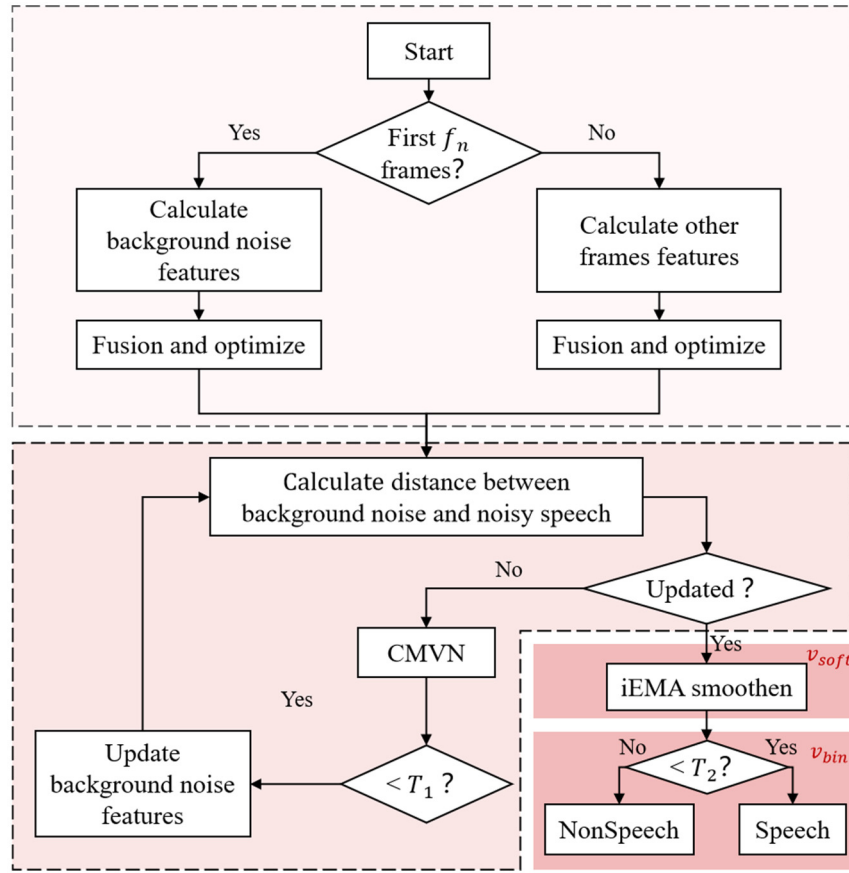 Start
Yes
First f_n
frames?
No
Calculate
background noise
features
Calculate other
frames features
Fusion and optimize
Fusion and optimize
Calculate distance between
background noise and noisy speech
No
Updated ?
CMVN
Yes
v_soft
iEMA smoothen
Yes
Update
background noise
features
< T_1 ?
No
< T_2?
Yes
v_bin
NonSpeech
Speech